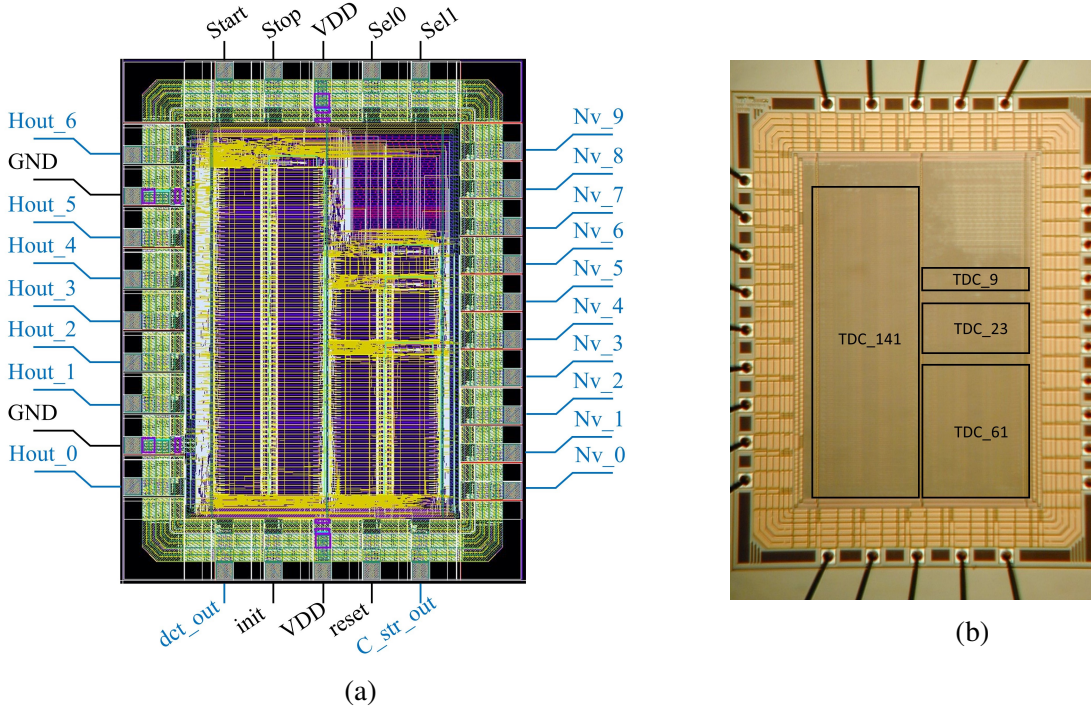 Start
Stop
VDD
Sel0
Sel1
Hout_6
GND
Hout_5
Hout_4
Hout_3
Hout_2
Hout_1
GND
Hout_0
Nv_9
Nv_8
Nv_7
Nv_6
Nv_5
Nv_4
Nv_3
Nv_2
Nv_1
Nv_0
dct_out
init
VDD
reset
C_str_out
(a)
TDC_9
TDC_23
TDC_141
TDC_61
(b)